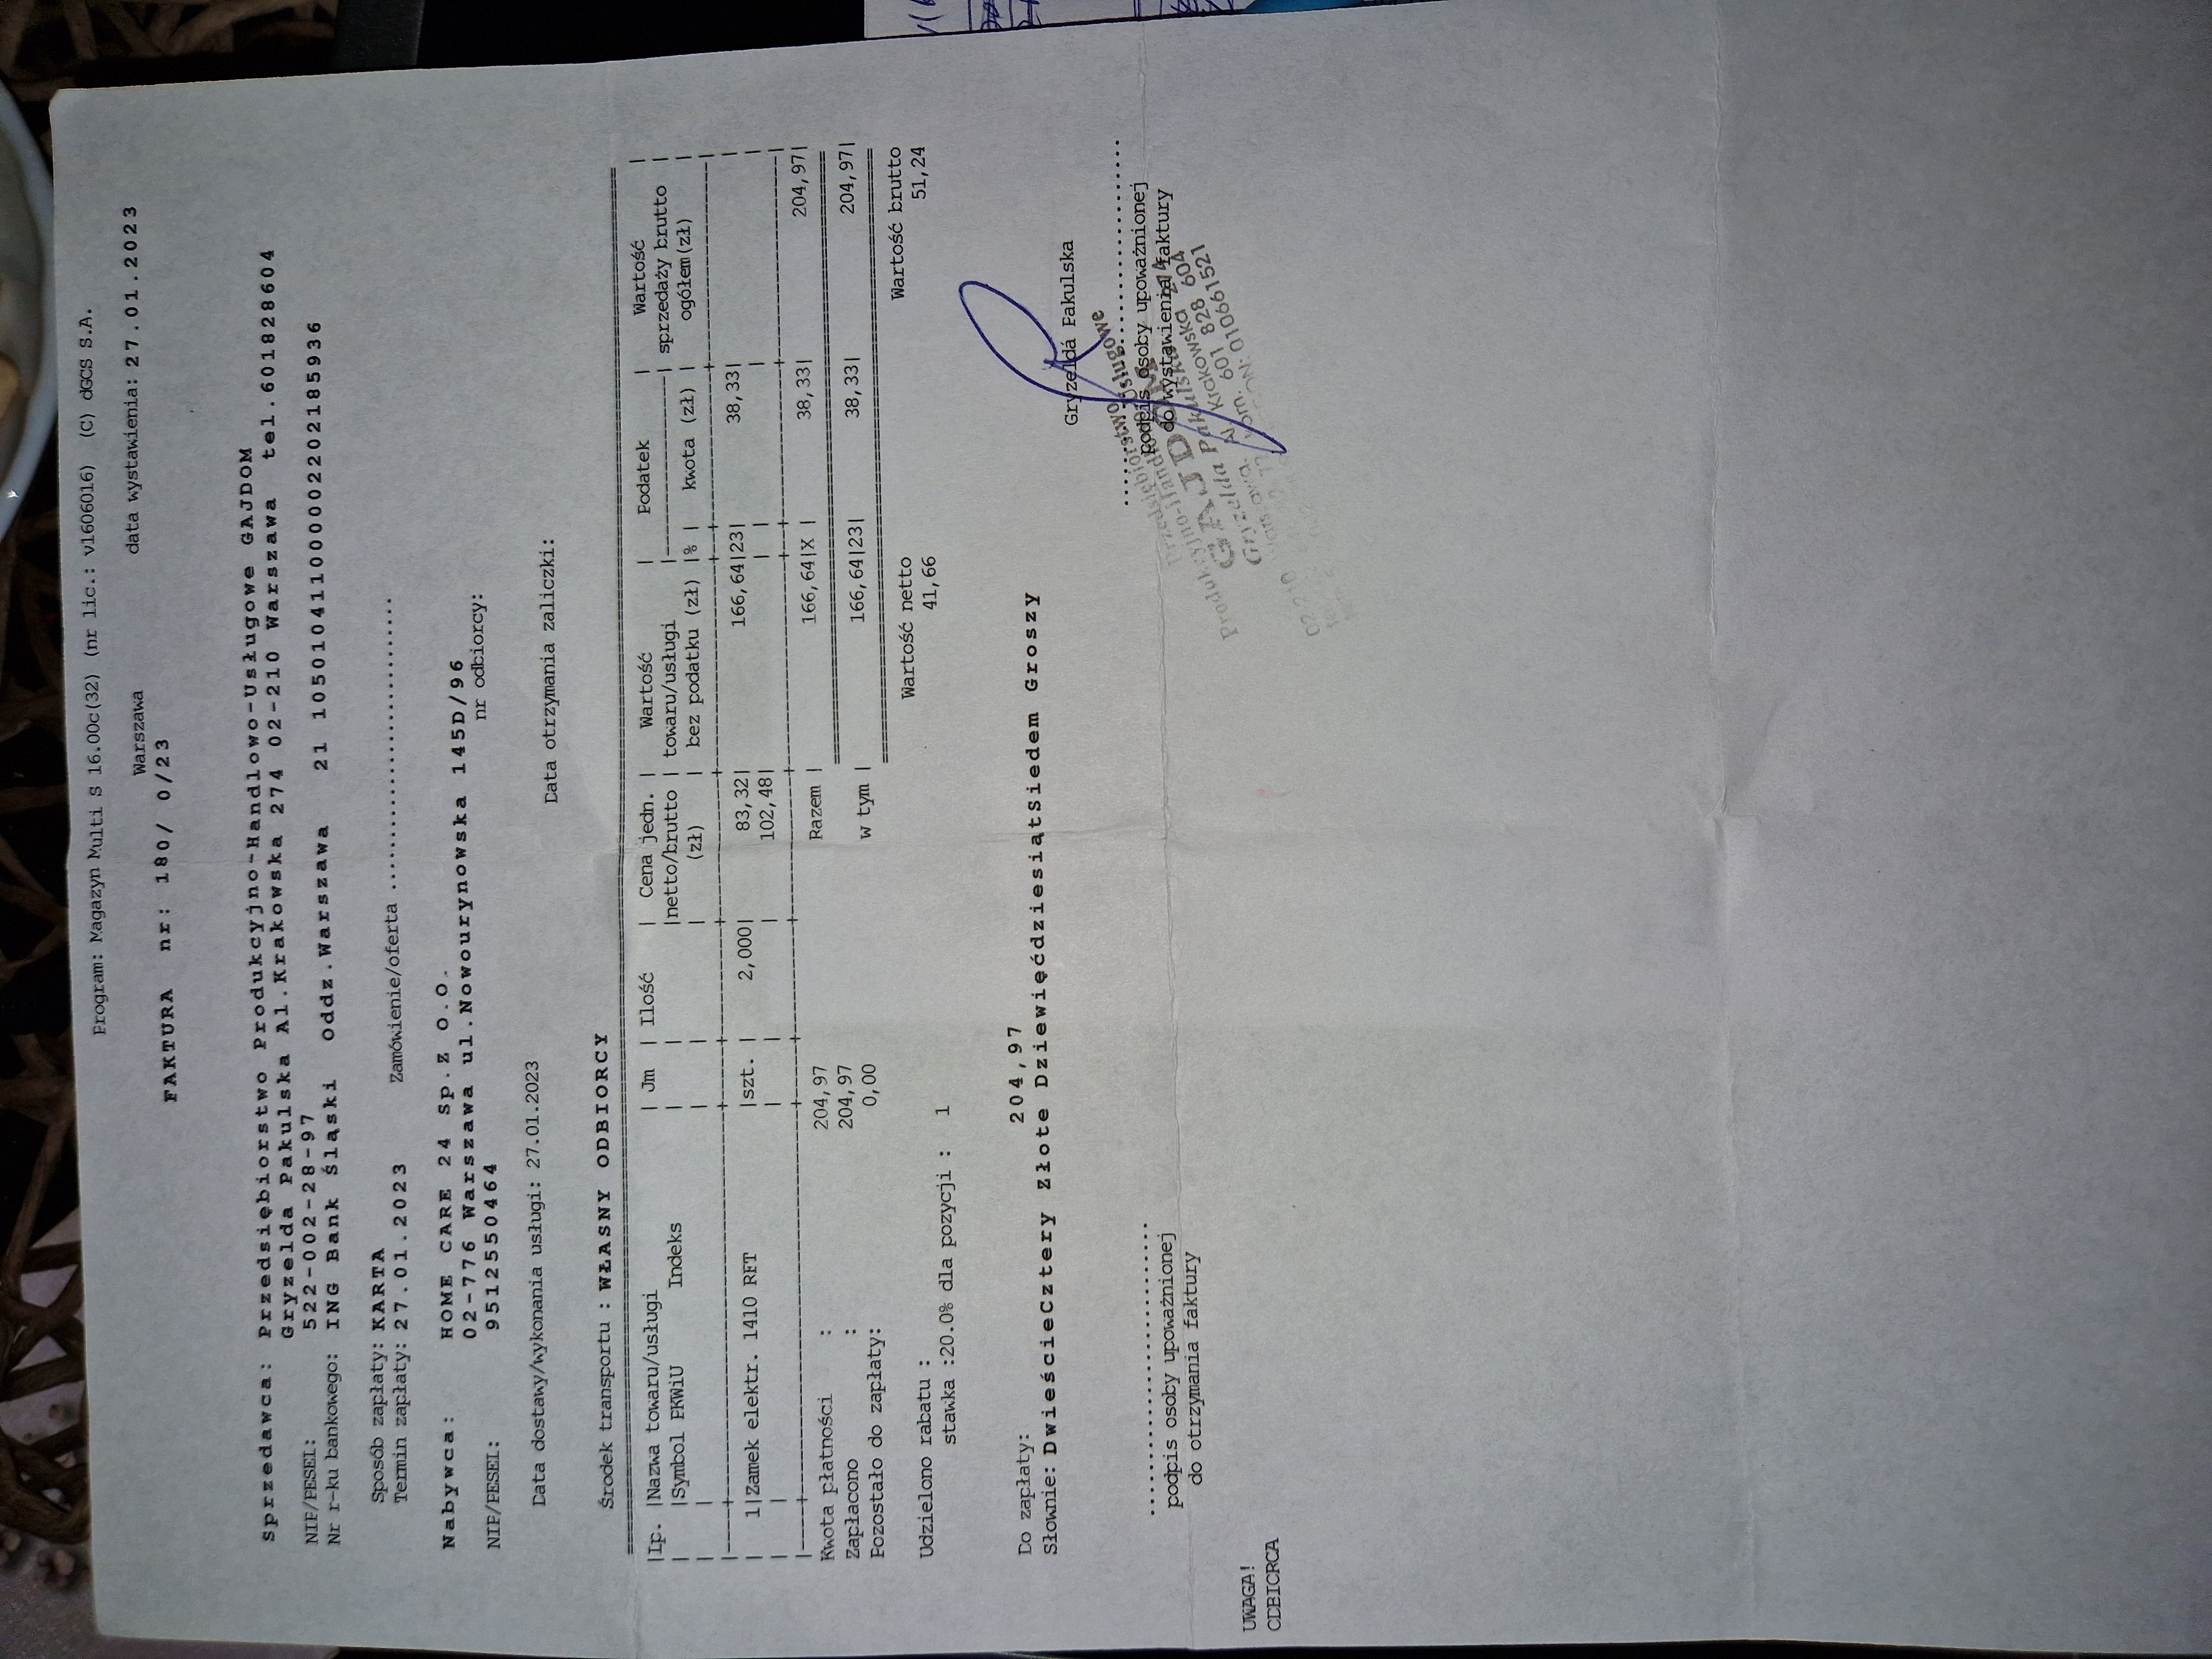 Program: Magazyn Multi S 16.00c(32) (nr lic.: v1606016) (C) dGCS S.A.
Warszawa data wystawienia: 27.01.2023
FAKTURA nr: 180/ 0/23
Sprzedawca: Przedsiębiorstwo Produkcyjno-Handlowo-Usługowe GAJDOM
Gryzelda Pakulska Al.Krakowska 274 02-210 Warszawa tel.601828604
NIP/PESEL: 522-002-28-97
Nr r-ku bankowego: ING Bank Śląski Oddz.Warszawa 21 105010411000002202185936
Sposób zapłaty: KARTA
Termin zapłaty: 27.01.2023 Zamówienie/oferta ...........................
Nabywca: HOME CARE 24 Sp.Z O.O.
02-776 Warszawa ul.Nowourynowska 145D/96
NIP/PESEL: 9512550464 nr odbiorcy:
Data dostawy/wykonania usługi: 27.01.2023 Data otrzymania zaliczki:
Środek transportu : WŁASNY ODBIORCY
|Lp. |Nazwa towaru/usługi | Jm | Ilość | Cena jedn. | Wartość | Podatek | Wartość |
| |Symbol PKWiU Indeks | | |netto/brutto | towaru/usługi |-----------------| sprzedaży brutto |
| | | | | (zł) | bez podatku (zł) |% | kwota (zł) | ogółem(zł) |
| 1|Zamek elektr. 1410 RFT |szt. | 2,000| 83,32| 166,64|23| 38,33| |
| | | | | 102,48| | | | |
Kwota płatności : 204,97 Razem | 166,64|X | 38,33| 204,97|
Zapłacono : 204,97
Pozostało do zapłaty: 0,00 w tym | 166,64|23| 38,33| 204,97|
Udzielono rabatu : Wartość netto Wartość brutto
stawka :20.0% dla pozycji : 1 41,66 51,24
Do zapłaty: 204,97
Słownie: DwieścieCztery Złote DziewięćdziesiątSiedem Groszy
Gryzelda Pakulska
.......................... ..................................
podpis osoby upoważnionej podpis osoby upoważnionej
do otrzymania faktury do wystawienia faktury
Przedsiębiorstwo
Produkcyjno-Handlowo-Usługowe
GAJDOM
Gryzelda Pakulska
02-210 Warszawa, Al. Krakowska 274
kom. 601 828 604
REGON: 010661521
UWAGA!
ODBIORCA